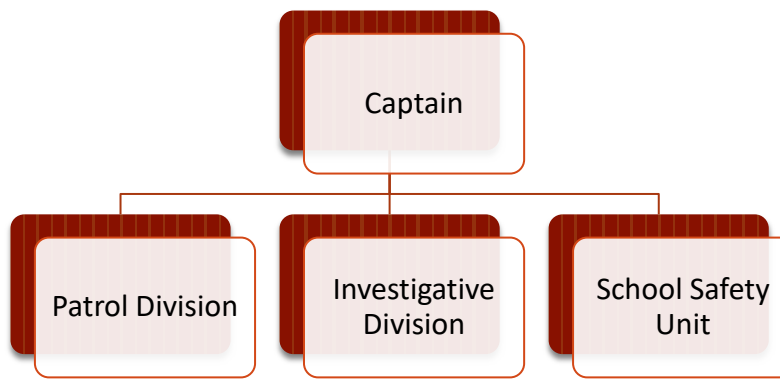 Captain
Patrol Division
Investigative
Division
School Safety
Unit